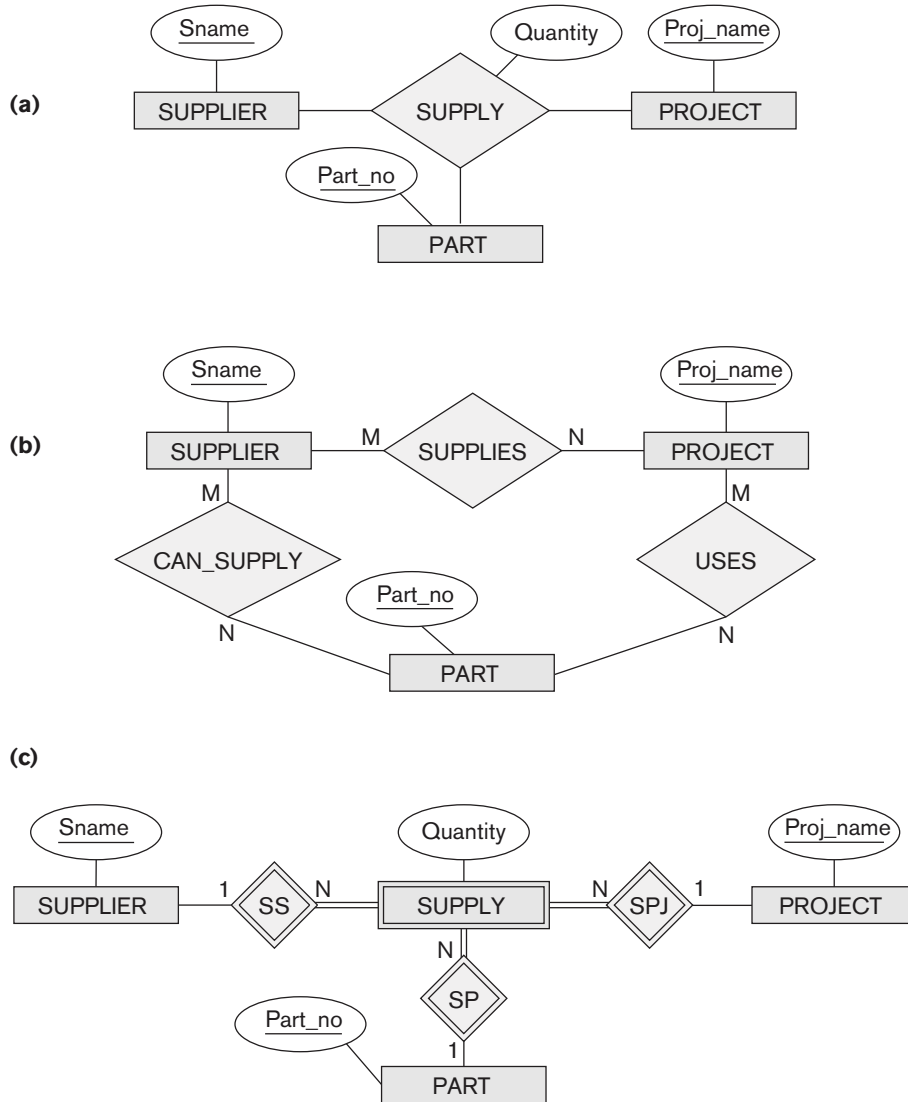 Sname
Quantity
Proj_name
(a)
SUPPLIER
SUPPLY
PROJECT
Part_no
PART
Sname
Proj_name
(b)
SUPPLIER
M
SUPPLIES
N
PROJECT
M
M
CAN_SUPPLY
USES
Part_no
N
N
PART
(c)
Sname
Quantity
Proj_name
SUPPLIER
1
SS
N
SUPPLY
N
SPJ
1
PROJECT
N
SP
Part_no
1
PART